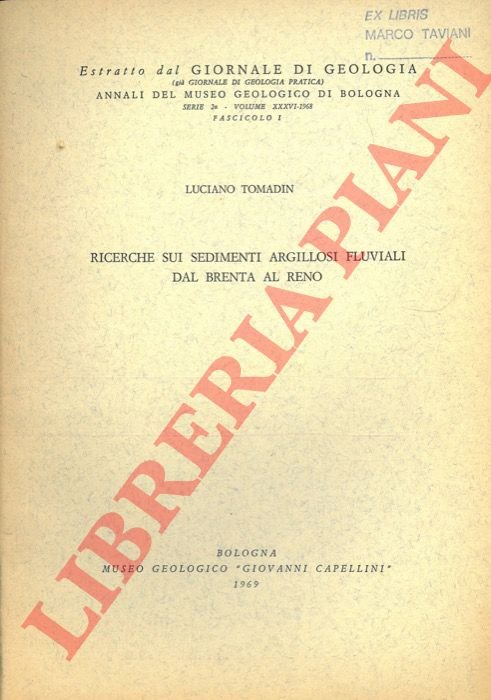 EX LIBRIS
MARCO TAVIANI
n.
Estratto dal GIORNALE DI GEOLOGIA
(già GIORNALE DI GEOLOGIA PRATICA)
ANNALI DEL MUSEO GEOLOGICO DI BOLOGNA
SERIE 2a - VOLUME XXXVI-1968
FASCICOLO I
LUCIANO TOMADIN
RICERCHE SUI SEDIMENTI ARGILLOSI FLUVIALI
DAL BRENTA AL RENO
LIBRERIA PIANI
BOLOGNA
MUSEO GEOLOGICO "GIOVANNI CAPELLINI"
1969